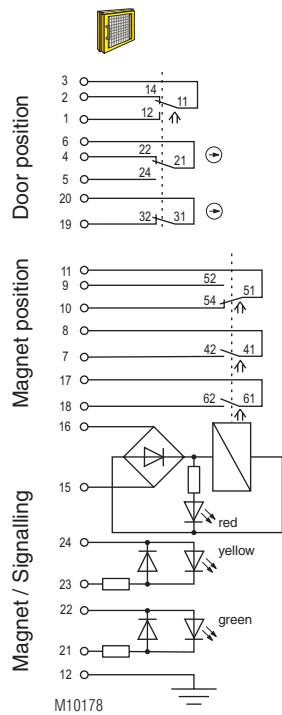 Door position
3
2 14
11
1 12
6
4 22
21
5 24
20
19 32 31
Magnet position
11
9 52
51
10 54
8
7 42 41
17
18 62 61
Magnet / Signalling
16
15
red
24
yellow
23
22
green
21
12
M10178